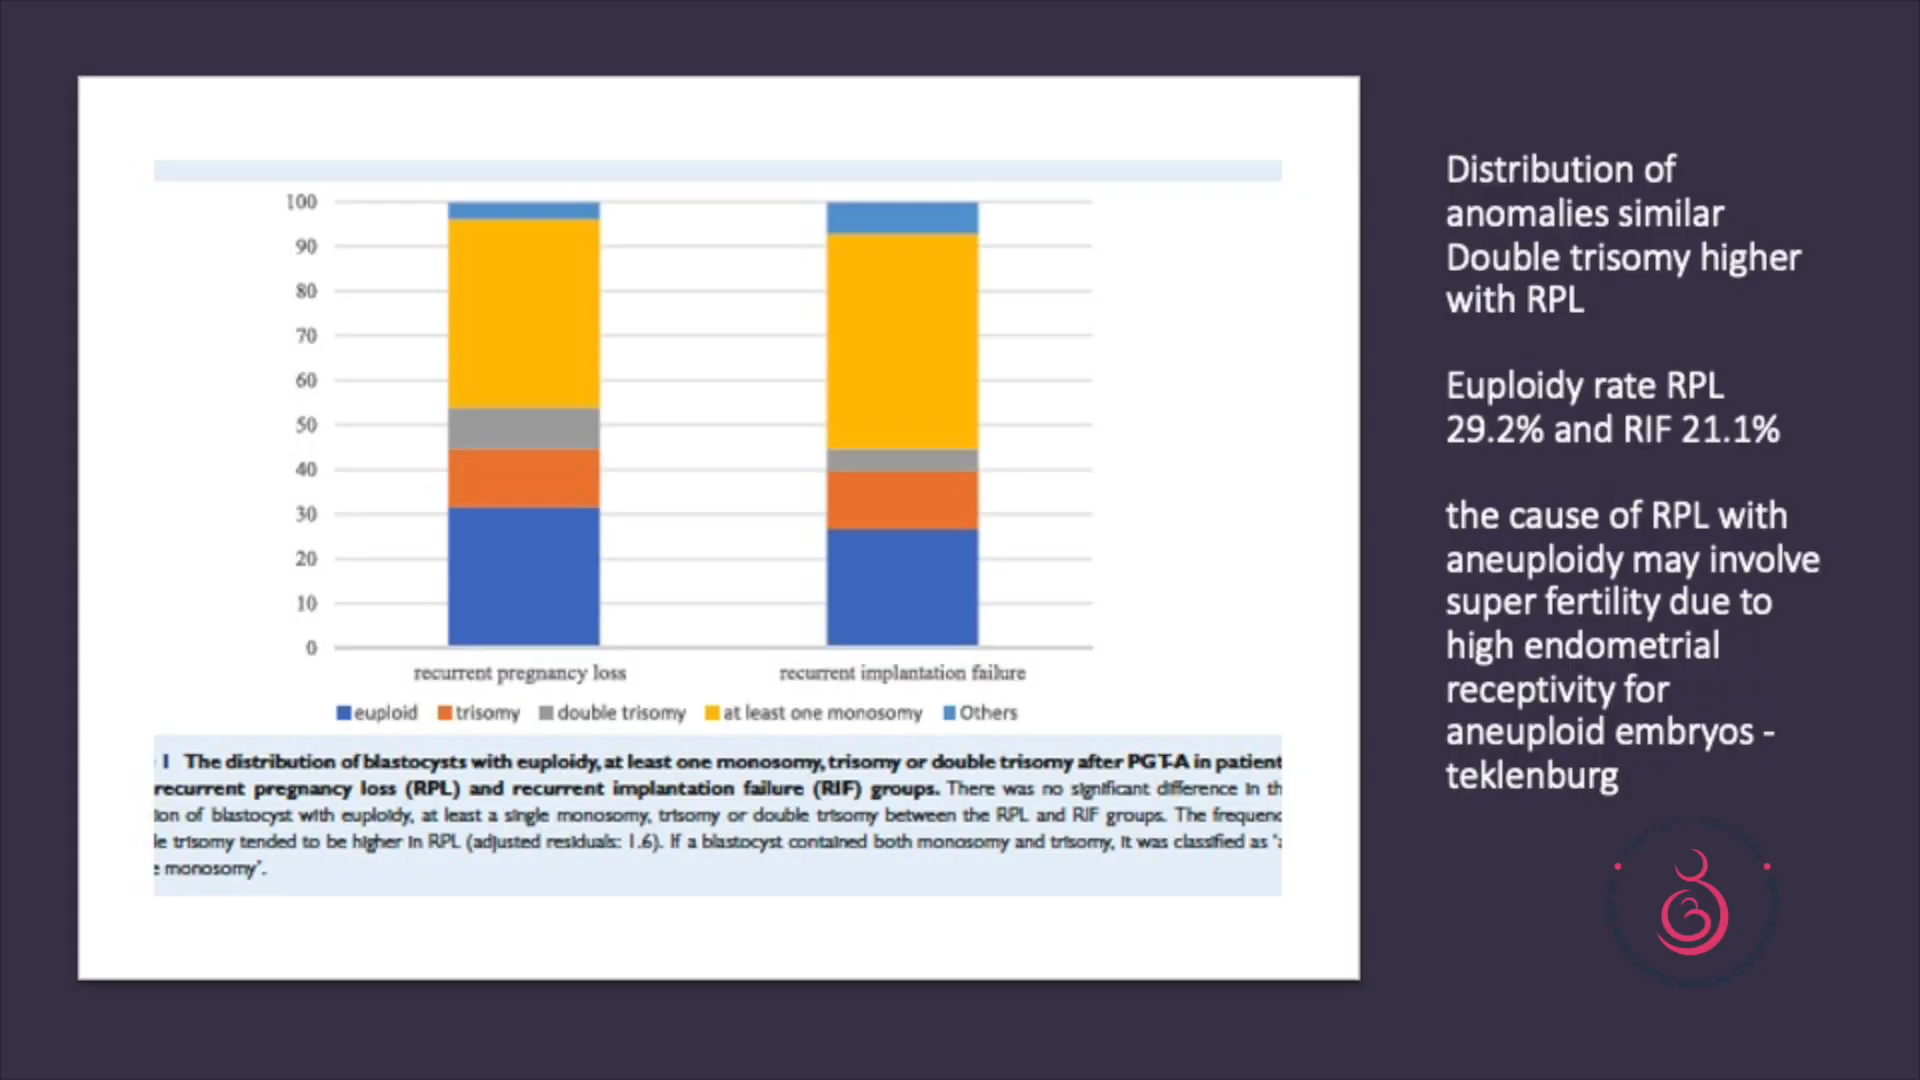 100
90
80
70
60
50
40
30
20
10
0
recurrent pregnancy loss
recurrent implantation failure
euploid trisomy double trisomy at least one monosomy Others
I The distribution of blastocysts with euploidy, at least one monosomy, trisomy or double trisomy after PGT-A in patient
recurrent pregnancy loss (RPL) and recurrent implantation failure (RIF) groups. There was no significant difference in th
ion of blastocyst with euploidy, at least a single monosomy, trisomy or double trisomy between the RPL and RIF groups. The frequenc
le trisomy tended to be higher in RPL (adjusted residuals: 1.6). If a blastocyst contained both monosomy and trisomy, it was classified as 'a
e monosomy'.
Distribution of
anomalies similar
Double trisomy higher
with RPL
Euploidy rate RPL
29.2% and RIF 21.1%
the cause of RPL with
aneuploidy may involve
super fertility due to
high endometrial
receptivity for
aneuploid embryos -
teklenburg